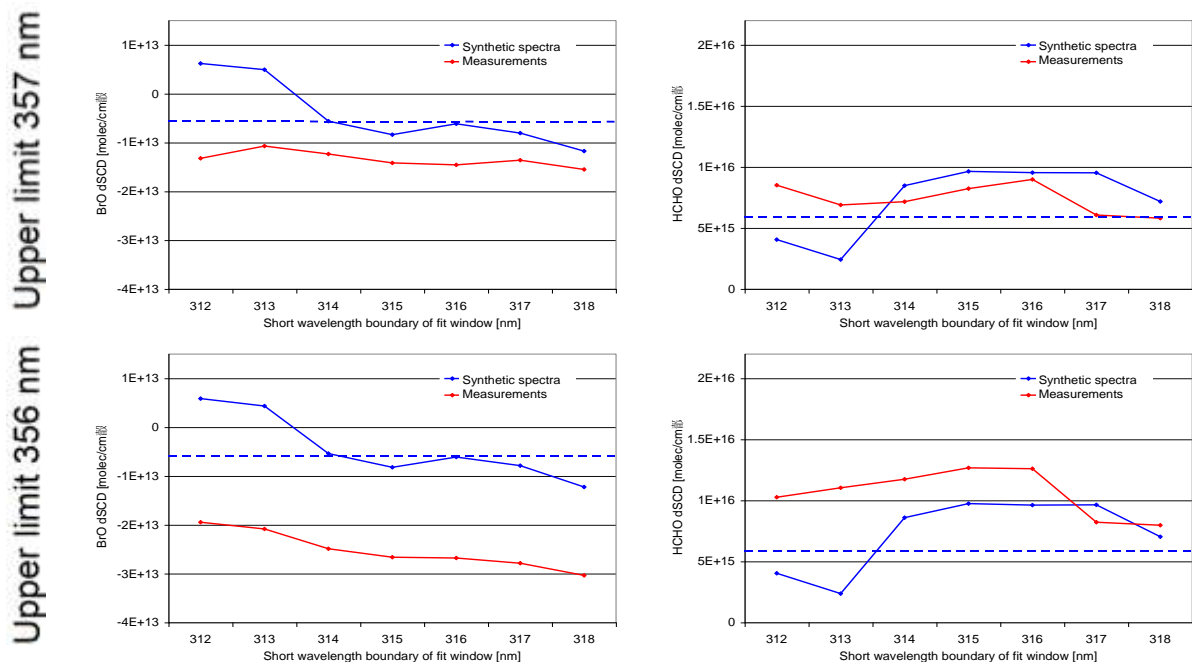 Upper limit 357 nm
BrO dSCD [molec/cm]
1E+13
0
-1E+13
-2E+13
-3E+13
-4E+13
Synthetic spectra
Measurements
312 313 314 315 316 317 318
Short wavelength boundary of fit window [nm]
HCHO dSCD [molec/cm]
2E+16
1.5E+16
1E+16
5E+15
0
Synthetic spectra
Measurements
312 313 314 315 316 317 318
Short wavelength boundary of fit window [nm]
Upper limit 356 nm
BrO dSCD [molec/cm]
1E+13
0
-1E+13
-2E+13
-3E+13
-4E+13
Synthetic spectra
Measurements
312 313 314 315 316 317 318
Short wavelength boundary of fit window [nm]
HCHO dSCD [molec/cm]
2E+16
1.5E+16
1E+16
5E+15
0
Synthetic spectra
Measurements
312 313 314 315 316 317 318
Short wavelength boundary of fit window [nm]